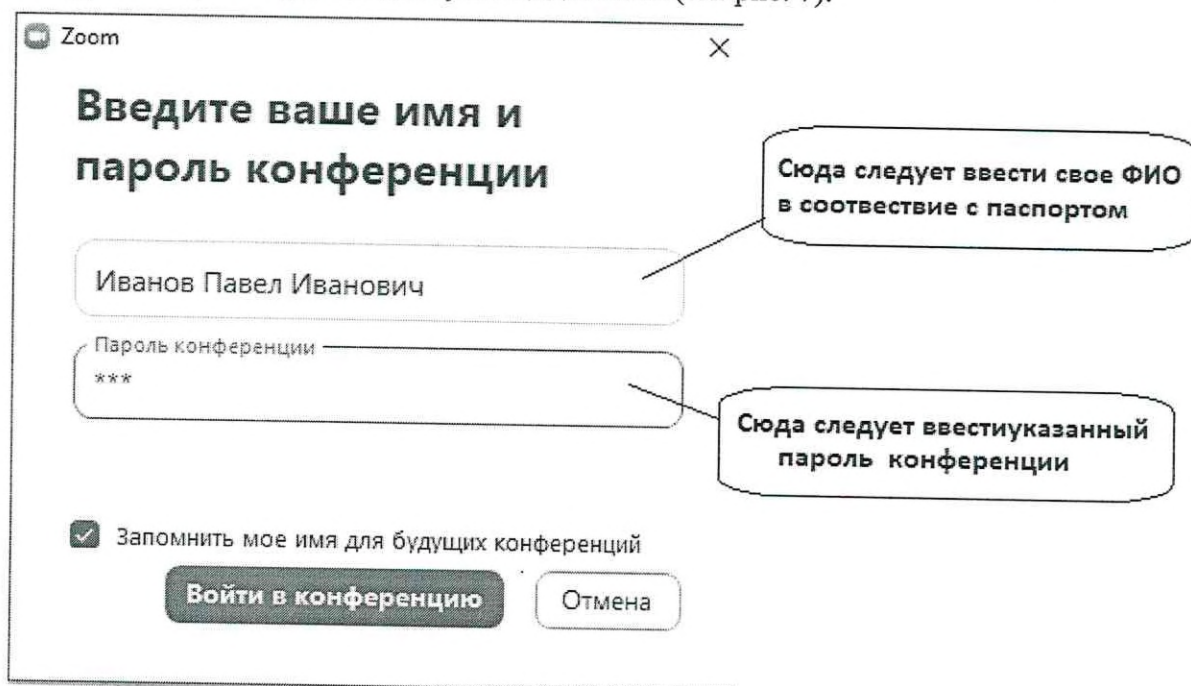 Zoom
Введите ваше имя и
пароль конференции
Сюда следует ввести свое ФИО
в соотвествие с паспортом
Иванов Павел Иванович
Пароль конференции
***
Сюда следует ввестиуказанный
пароль конференции
Запомнить мое имя для будущих конференций
Войти в конференцию
Отмена